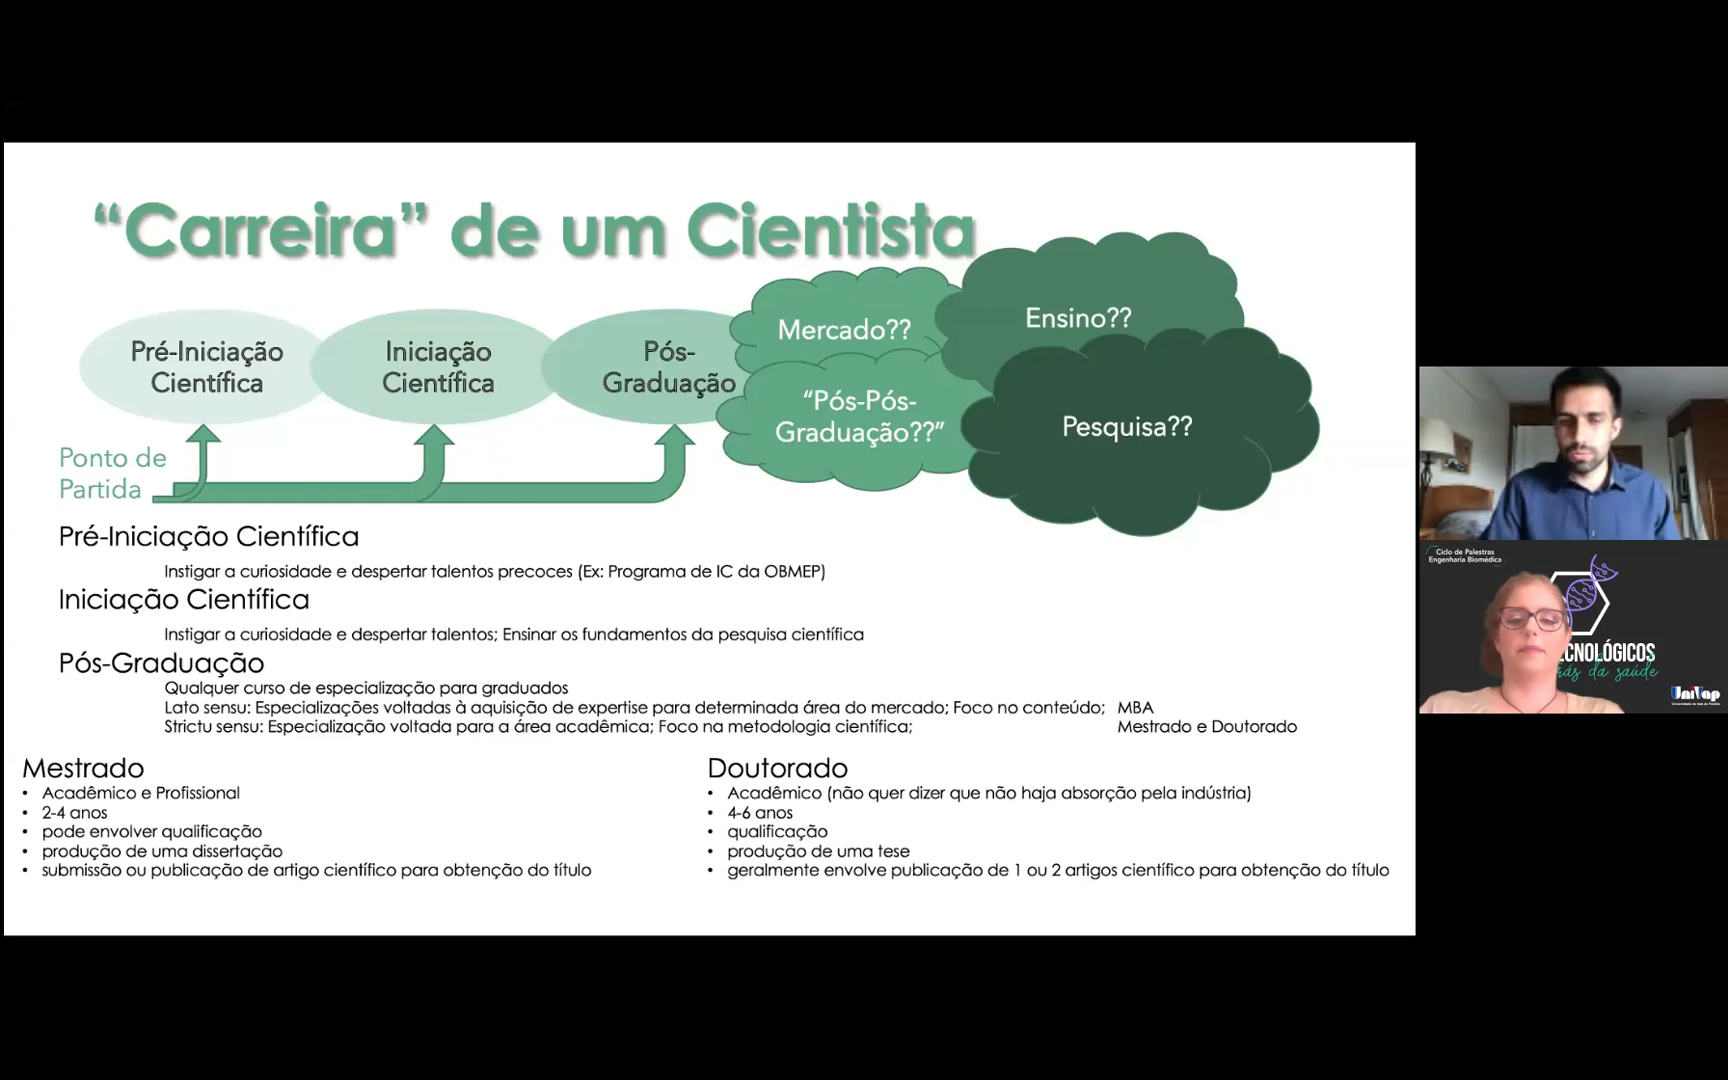 “Carreira” de um Cientista
Pré-Iniciação
Científica
Iniciação
Científica
Pós-
Graduação
Mercado??
“Pós-Pós-
Graduação??”
Ensino??
Pesquisa??
Ponto de
Partida
Pré-Iniciação Científica
Instigar a curiosidade e despertar talentos precoces (Ex: Programa de IC da OBMEP)
Iniciação Científica
Instigar a curiosidade e despertar talentos; Ensinar os fundamentos da pesquisa científica
Pós-Graduação
Qualquer curso de especialização para graduados
Lato sensu: Especializações voltadas à aquisição de expertise para determinada área do mercado; Foco no conteúdo; MBA
Strictu sensu: Especialização voltada para a área acadêmica; Foco na metodologia científica; Mestrado e Doutorado
Mestrado
• Acadêmico e Profissional
• 2-4 anos
• pode envolver qualificação
• produção de uma dissertação
• submissão ou publicação de artigo científico para obtenção do título
Doutorado
• Acadêmico (não quer dizer que não haja absorção pela indústria)
• 4-6 anos
• qualificação
• produção de uma tese
• geralmente envolve publicação de 1 ou 2 artigos científico para obtenção do título
Ciclo de Palestras
Engenharia Biomédica
ECNOLÓGICOS
rás da saúde
UniVap